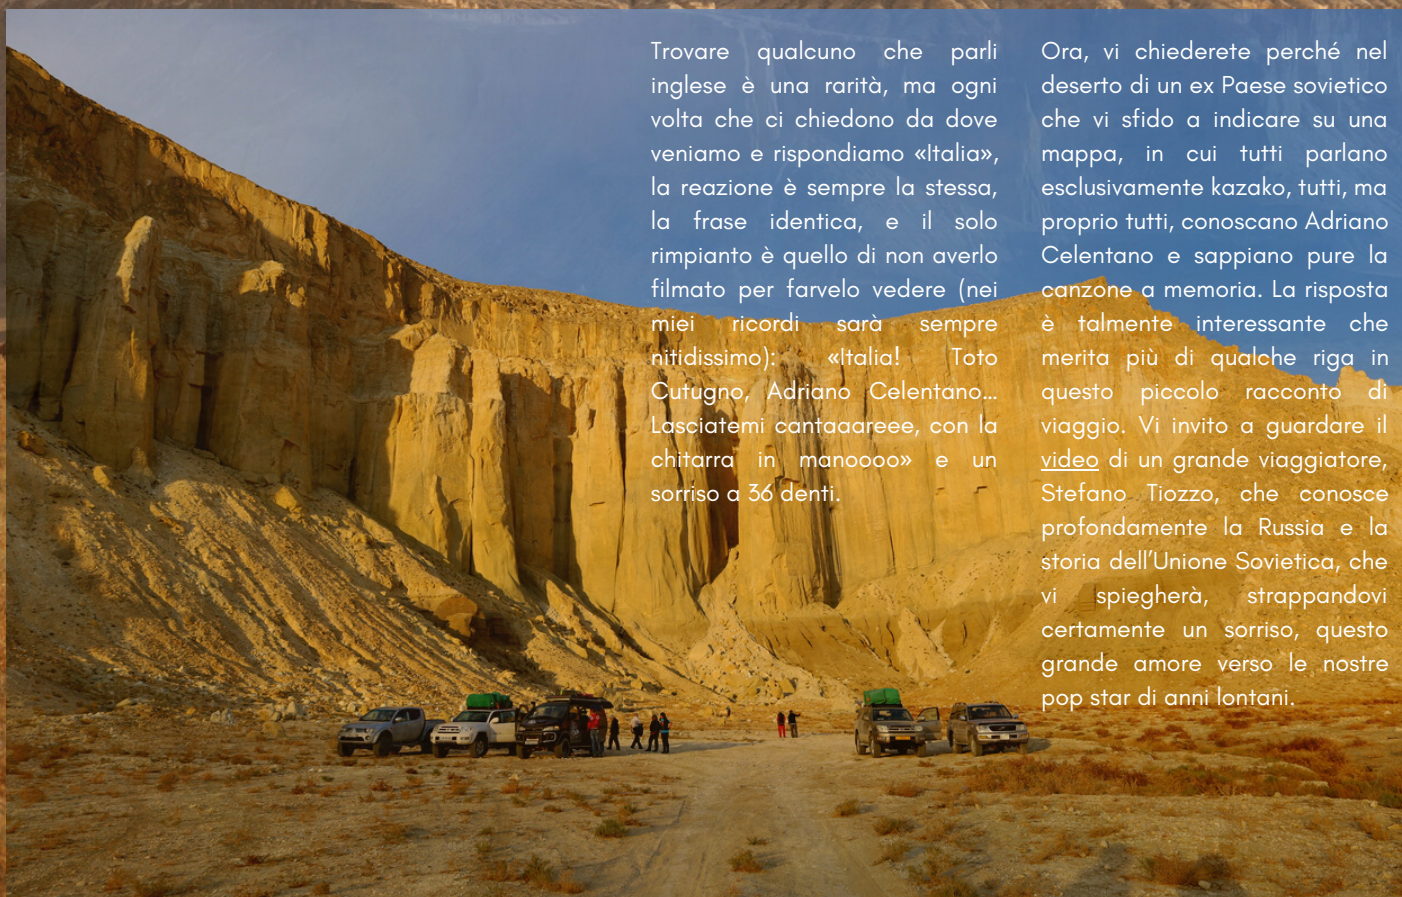 Trovare qualcuno che parli
inglese è una rarità, ma ogni
volta che ci chiedono da dove
veniamo e rispondiamo «Italia»,
la reazione è sempre la stessa,
la frase identica, e il solo
rimpianto è quello di non averlo
filmato per farvelo vedere (nei
miei ricordi sarà sempre
nitidissimo): «Italia! Toto
Cutugno, Adriano Celentano...
Lasciatemi cantaaareee, con la
chitarra in manoooo» e un
sorriso a 36 denti.
Ora, vi chiederete perché nel
deserto di un ex Paese sovietico
che vi sfido a indicare su una
mappa, in cui tutti parlano
esclusivamente kazako, tutti, ma
proprio tutti, conoscano Adriano
Celentano e sappiano pure la
canzone a memoria. La risposta
è talmente interessante che
merita più di qualche riga in
questo piccolo racconto di
viaggio. Vi invito a guardare il
video di un grande viaggiatore,
Stefano Tiozzo, che conosce
profondamente la Russia e la
storia dell'Unione Sovietica, che
vi spiegherà, strappandovi
certamente un sorriso, questo
grande amore verso le nostre
pop star di anni lontani.